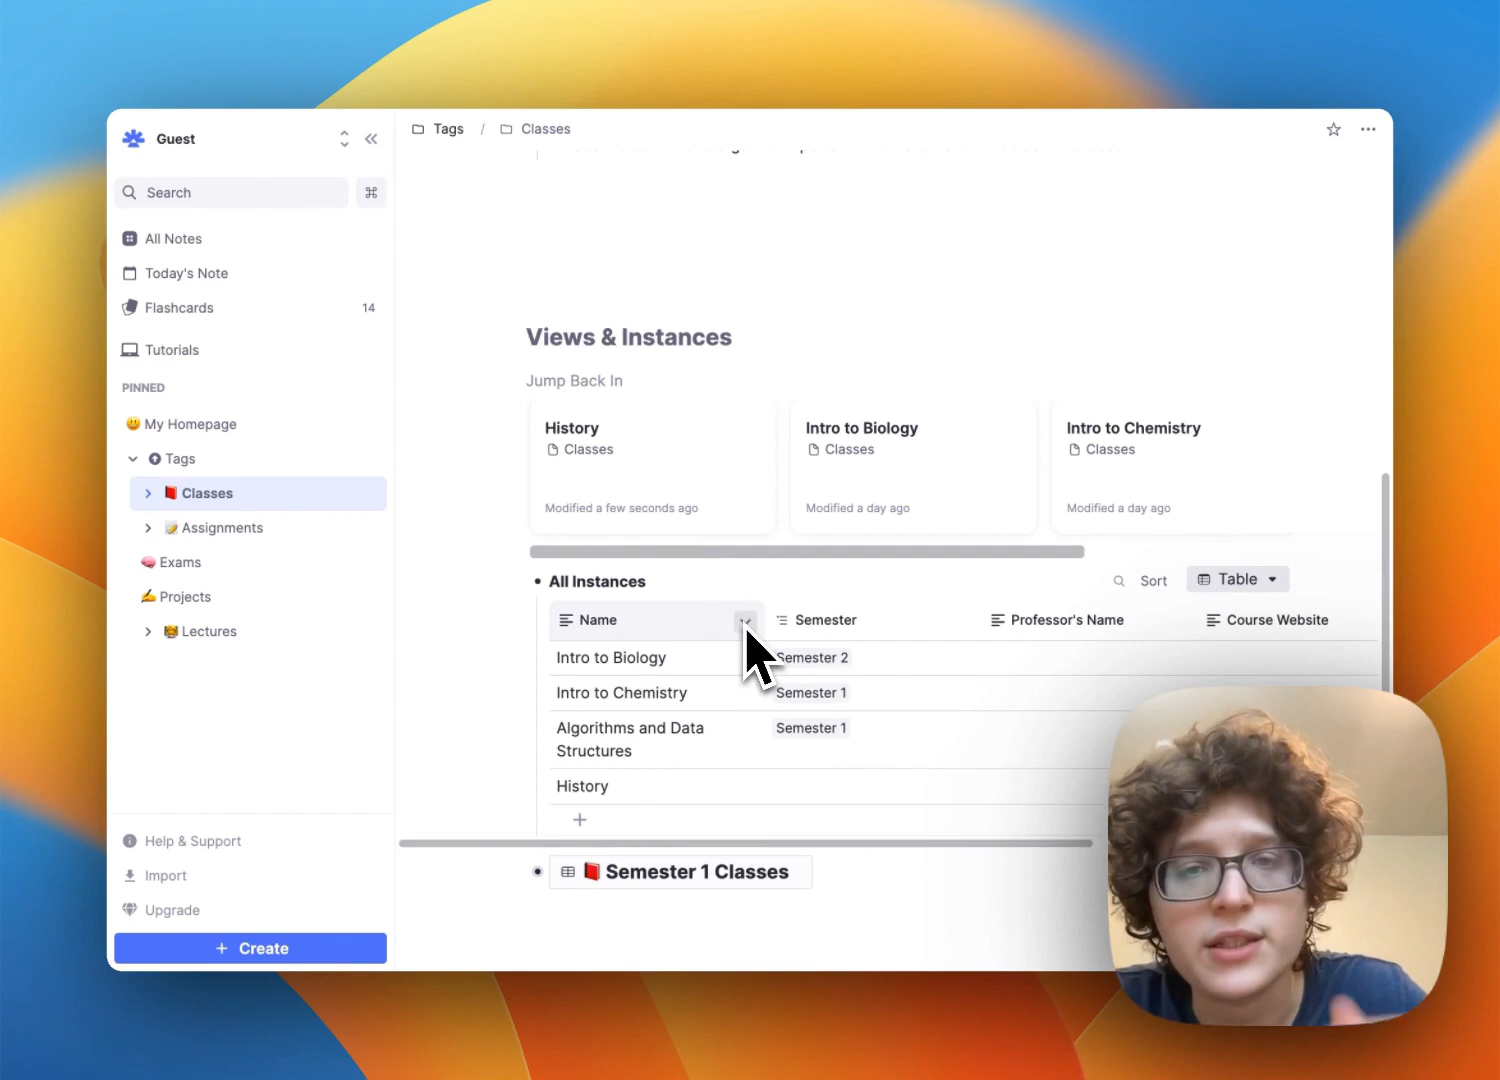 Guest
Search
⌘
All Notes
Today's Note
Flashcards 14
Tutorials
PINNED
My Homepage
Tags
Classes
Assignments
Exams
Projects
Lectures
Help & Support
Import
Upgrade
+ Create
Tags / Classes
Views & Instances
Jump Back In
History
Classes
Modified a few seconds ago
Intro to Biology
Classes
Modified a day ago
Intro to Chemistry
Classes
Modified a day ago
All Instances
Sort Table
Name Semester Professor's Name Course Website
Intro to Biology Semester 2
Intro to Chemistry Semester 1
Algorithms and Data Semester 1
Structures
History
+
Semester 1 Classes